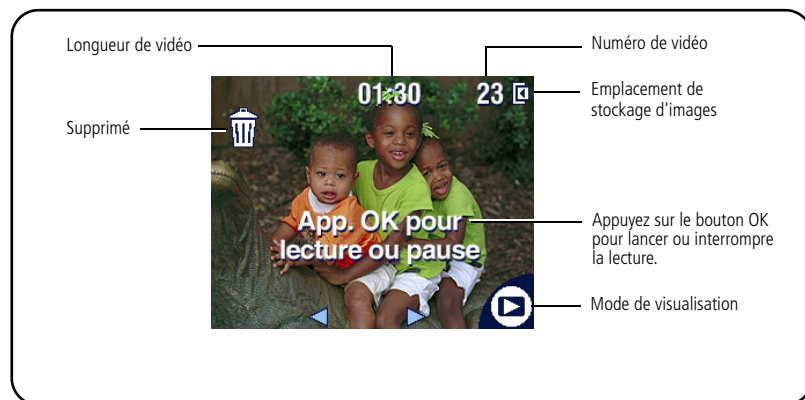 Longueur de vidéo
Numéro de vidéo
01:30
23
Emplacement de
stockage d'images
Supprimé
App. OK pour
lecture ou pause
Appuyez sur le bouton OK
pour lancer ou interrompre
la lecture.
Mode de visualisation